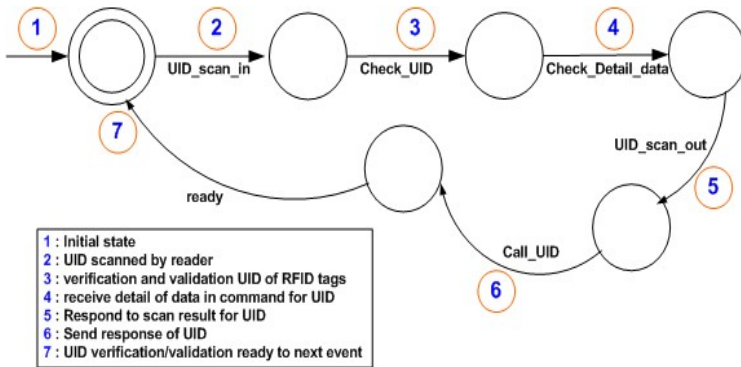 1
2
3
4
UID_scan_in
Check_UID
Check_Detail_data
7
UID_scan_out
5
ready
Call_UID
6
1 : Initial state
2 : UID scanned by reader
3 : verification and validation UID of RFID tags
4 : receive detail of data in command for UID
5 : Respond to scan result for UID
6 : Send response of UID
7 : UID verification/validation ready to next event